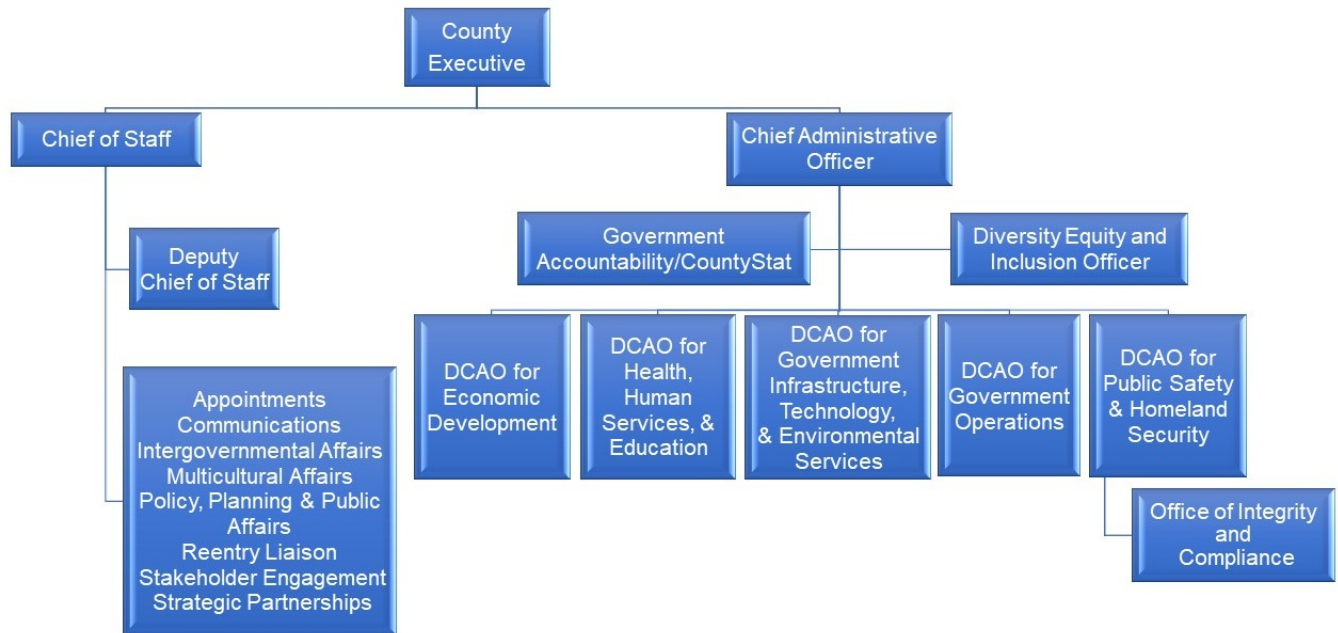 County
Executive
Chief of Staff
Chief Administrative
Officer
Deputy
Chief of Staff
Government
Accountability/CountyStat
Diversity Equity and
Inclusion Officer
Appointments
Communications
Intergovernmental Affairs
Multicultural Affairs
Policy, Planning & Public
Affairs
Reentry Liaison
Stakeholder Engagement
Strategic Partnerships
DCAO for
Economic
Development
DCAO for
Health,
Human
Services, &
Education
DCAO for
Government
Infrastructure,
Technology,
& Environmental
Services
DCAO for
Government
Operations
DCAO for
Public Safety
& Homeland
Security
Office of Integrity
and
Compliance